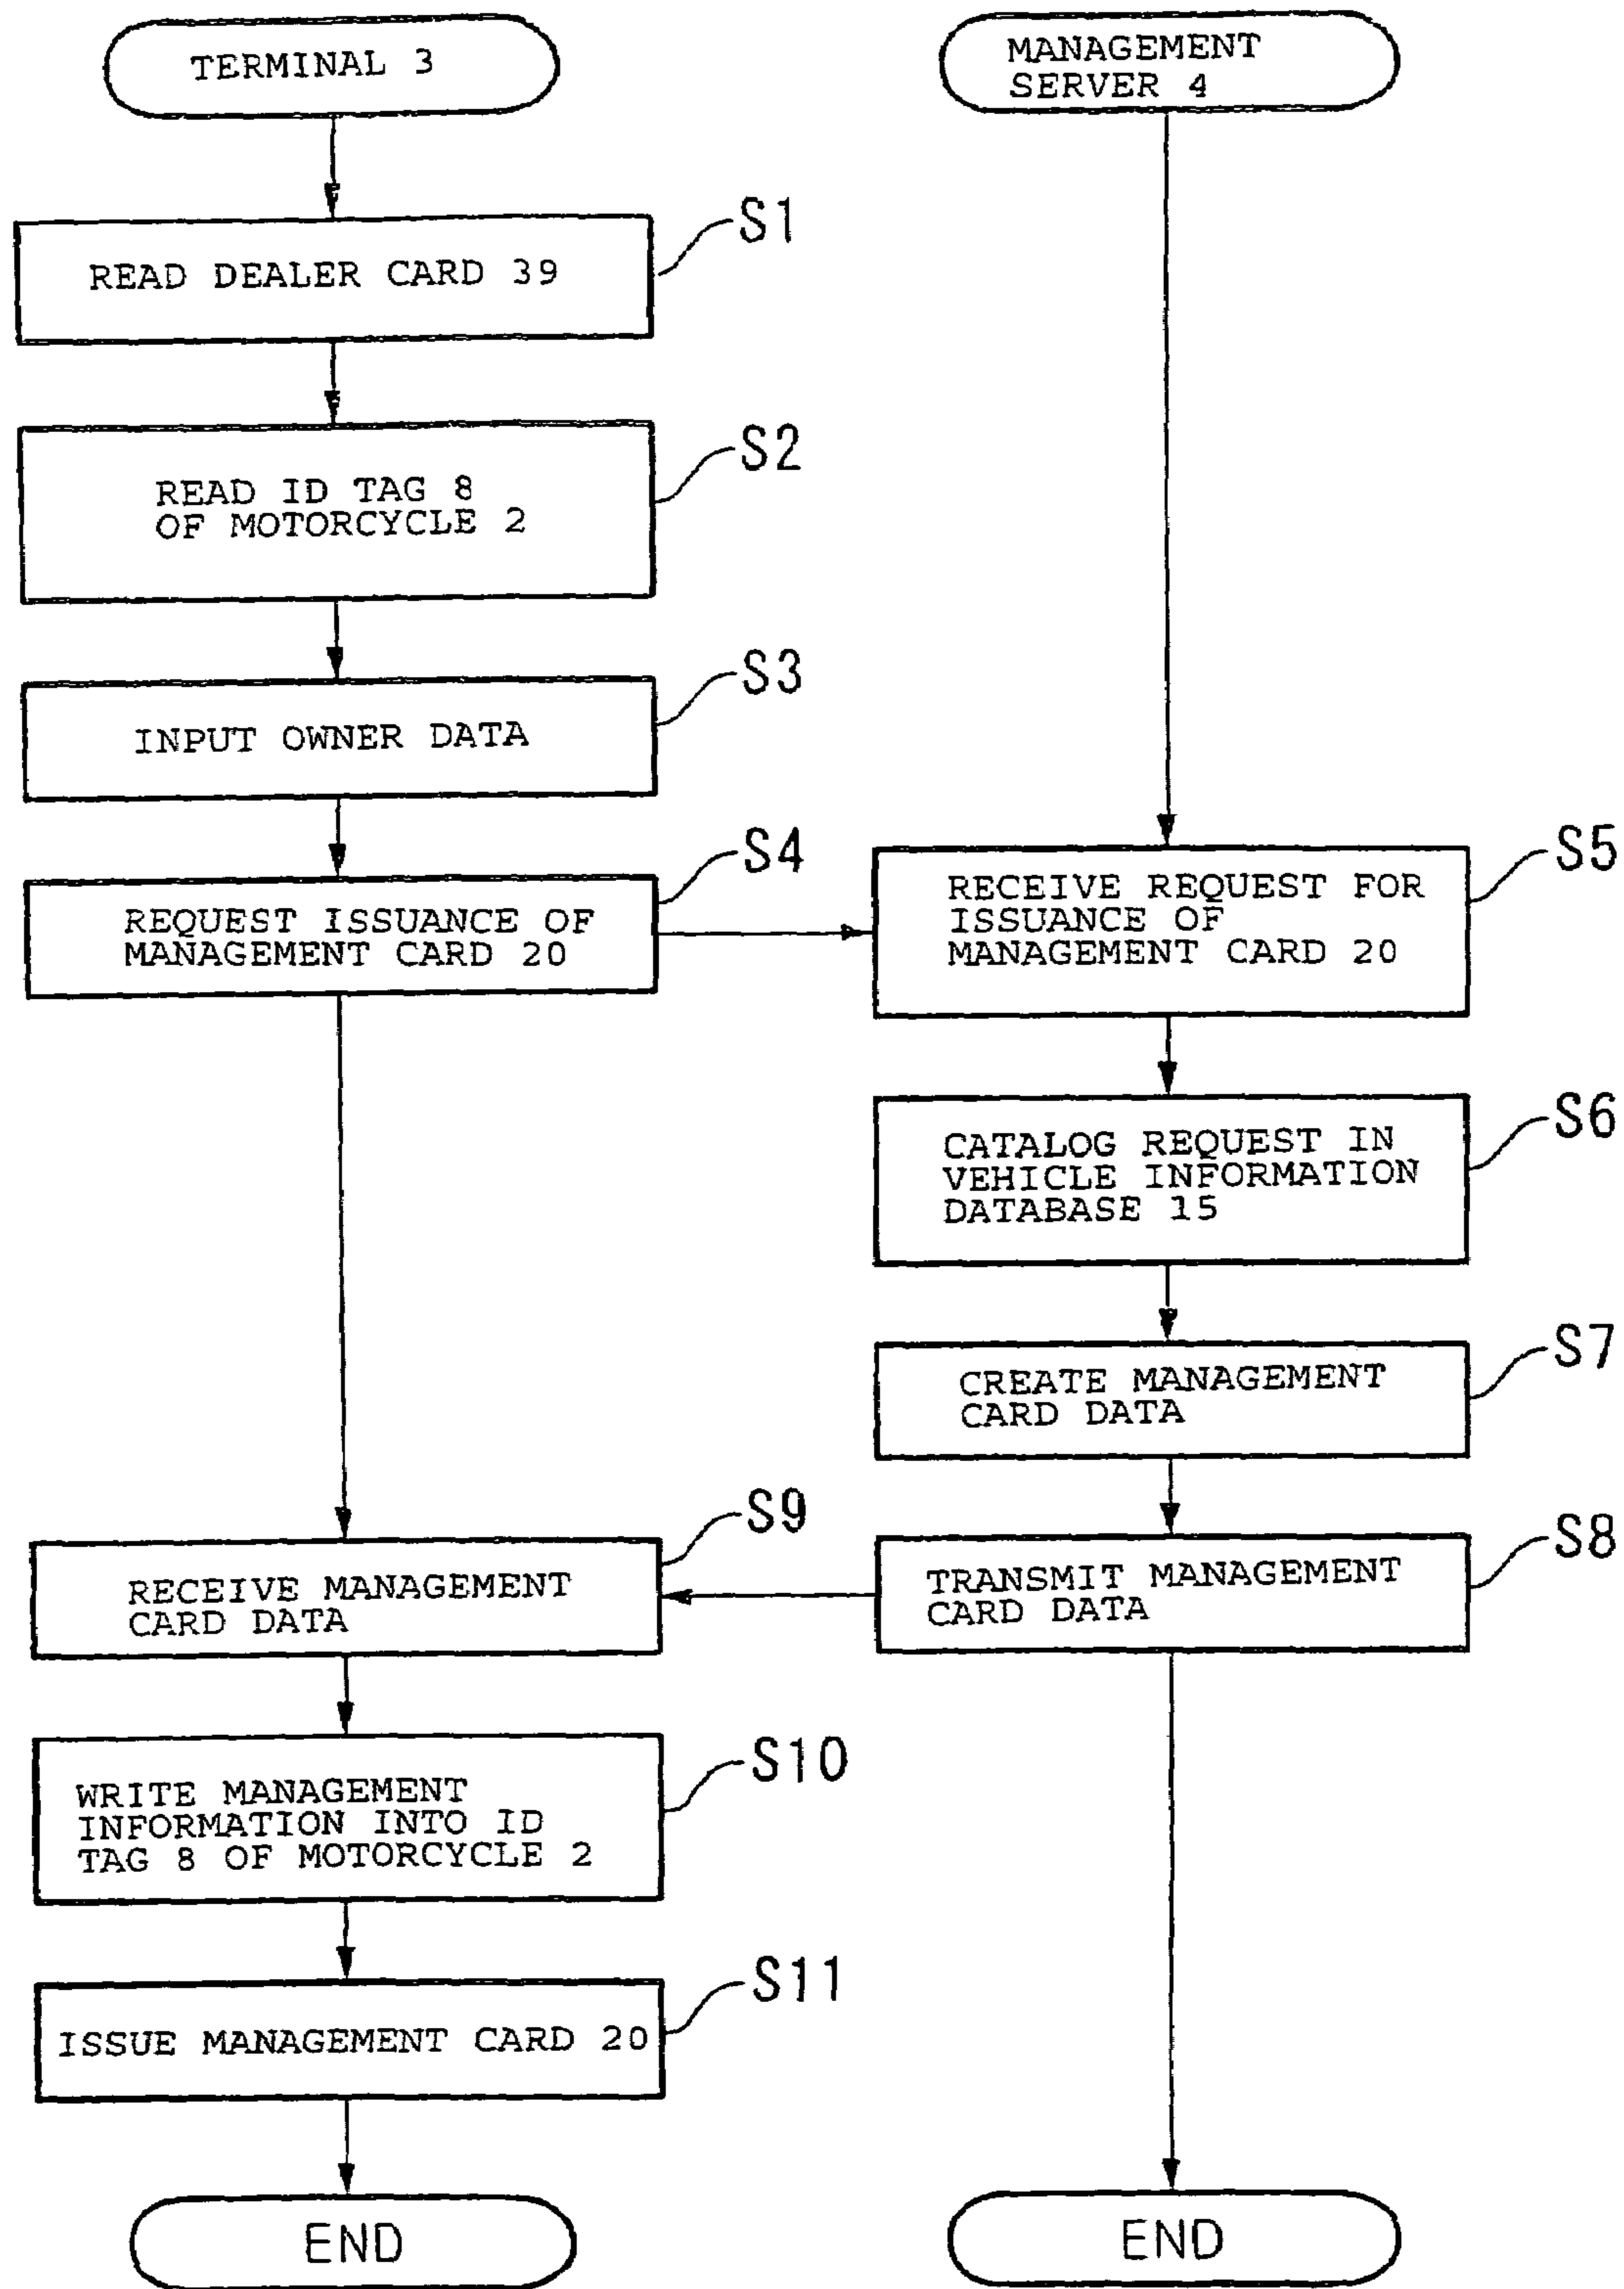 TERMINAL 3
MANAGEMENT
SERVER 4
S1
READ DEALER CARD 39
S2
READ ID TAG 8
OF MOTORCYCLE 2
S3
INPUT OWNER DATA
S4
REQUEST ISSUANCE OF
MANAGEMENT CARD 20
S5
RECEIVE REQUEST FOR
ISSUANCE OF
MANAGEMENT CARD 20
S6
CATALOG REQUEST IN
VEHICLE INFORMATION
DATABASE 15
S7
CREATE MANAGEMENT
CARD DATA
S8
TRANSMIT MANAGEMENT
CARD DATA
S9
RECEIVE MANAGEMENT
CARD DATA
S10
WRITE MANAGEMENT
INFORMATION INTO ID
TAG 8 OF MOTORCYCLE 2
S11
ISSUE MANAGEMENT CARD 20
END
END